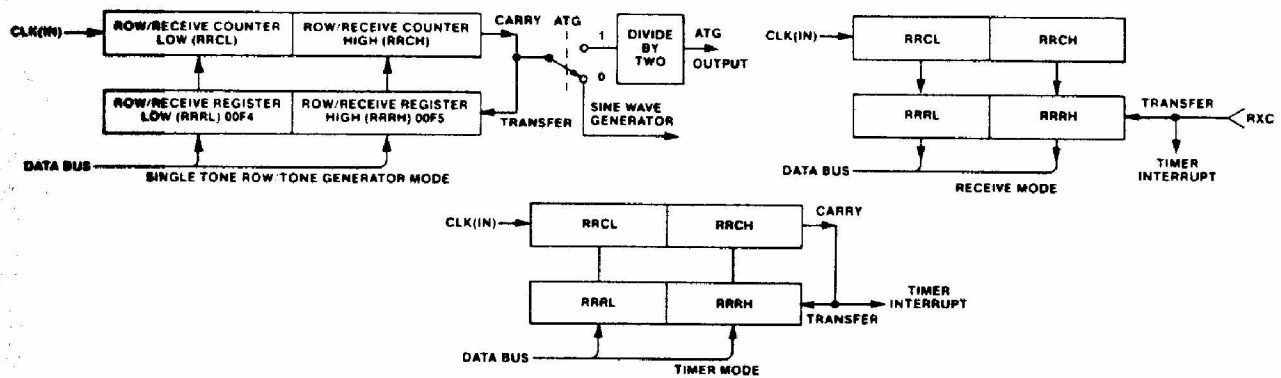 CLK(IN)
ROW/RECEIVE COUNTER
LOW (RRCL)
ROW/RECEIVE COUNTER
HIGH (RRCH)
CARRY
ATG
1
0
DIVIDE
BY
TWO
ATG
OUTPUT
ROW/RECEIVE REGISTER
LOW (RRRL) 00F4
ROW/RECEIVE REGISTER
HIGH (RRRH) 00F5
TRANSFER
SINE WAVE
GENERATOR
DATA BUS
SINGLE TONE ROW/TONE GENERATOR MODE
CLK(IN)
RRCL
RRCH
RRRL
RRRH
TRANSFER
RXC
TIMER
INTERRUPT
DATA BUS
RECEIVE MODE
CLK(IN)
RRCL
RRCH
CARRY
RRRL
RRRH
TIMER
INTERRUPT
TRANSFER
DATA BUS
TIMER MODE